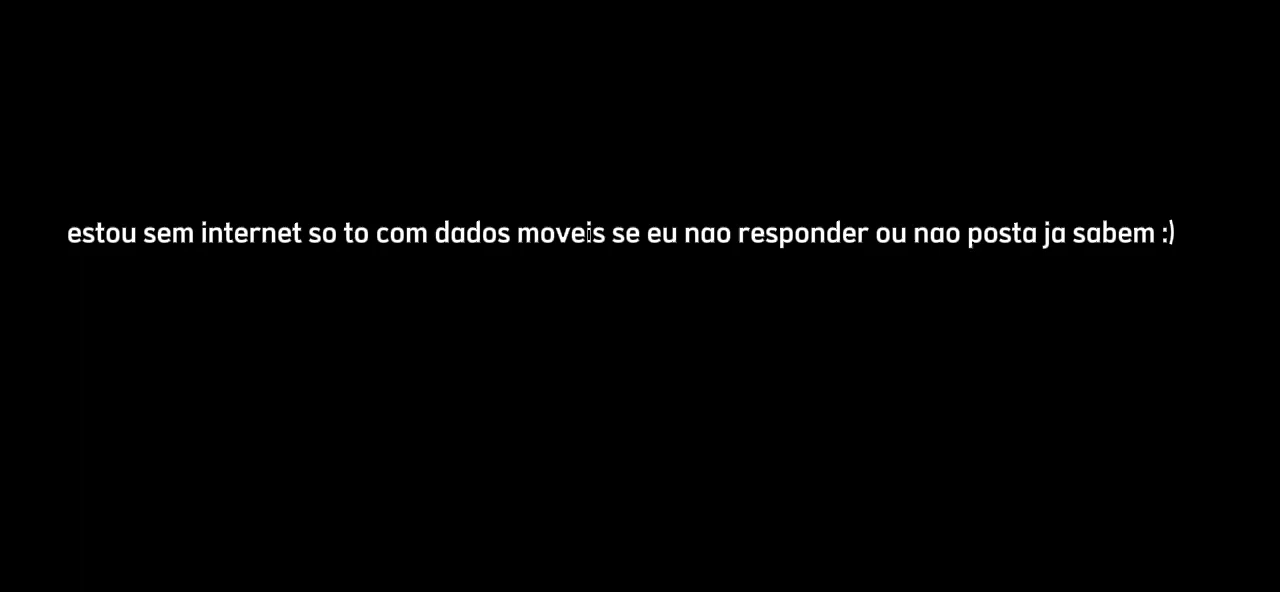 estou sem internet so to com dados moveis se eu nao responder ou nao posta ja sabem :)